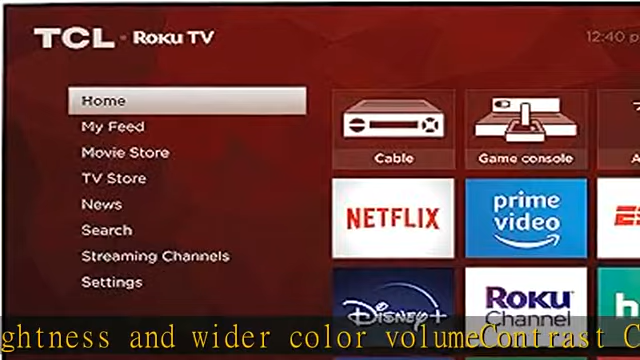 TCL · Roku TV
12:40 p
Home
My Feed
Movie Store
TV Store
News
Search
Streaming Channels
Settings
Cable
Game console
NETFLIX
prime video
Disney+
Roku Channel
ghtness and wider color volumeContrast C